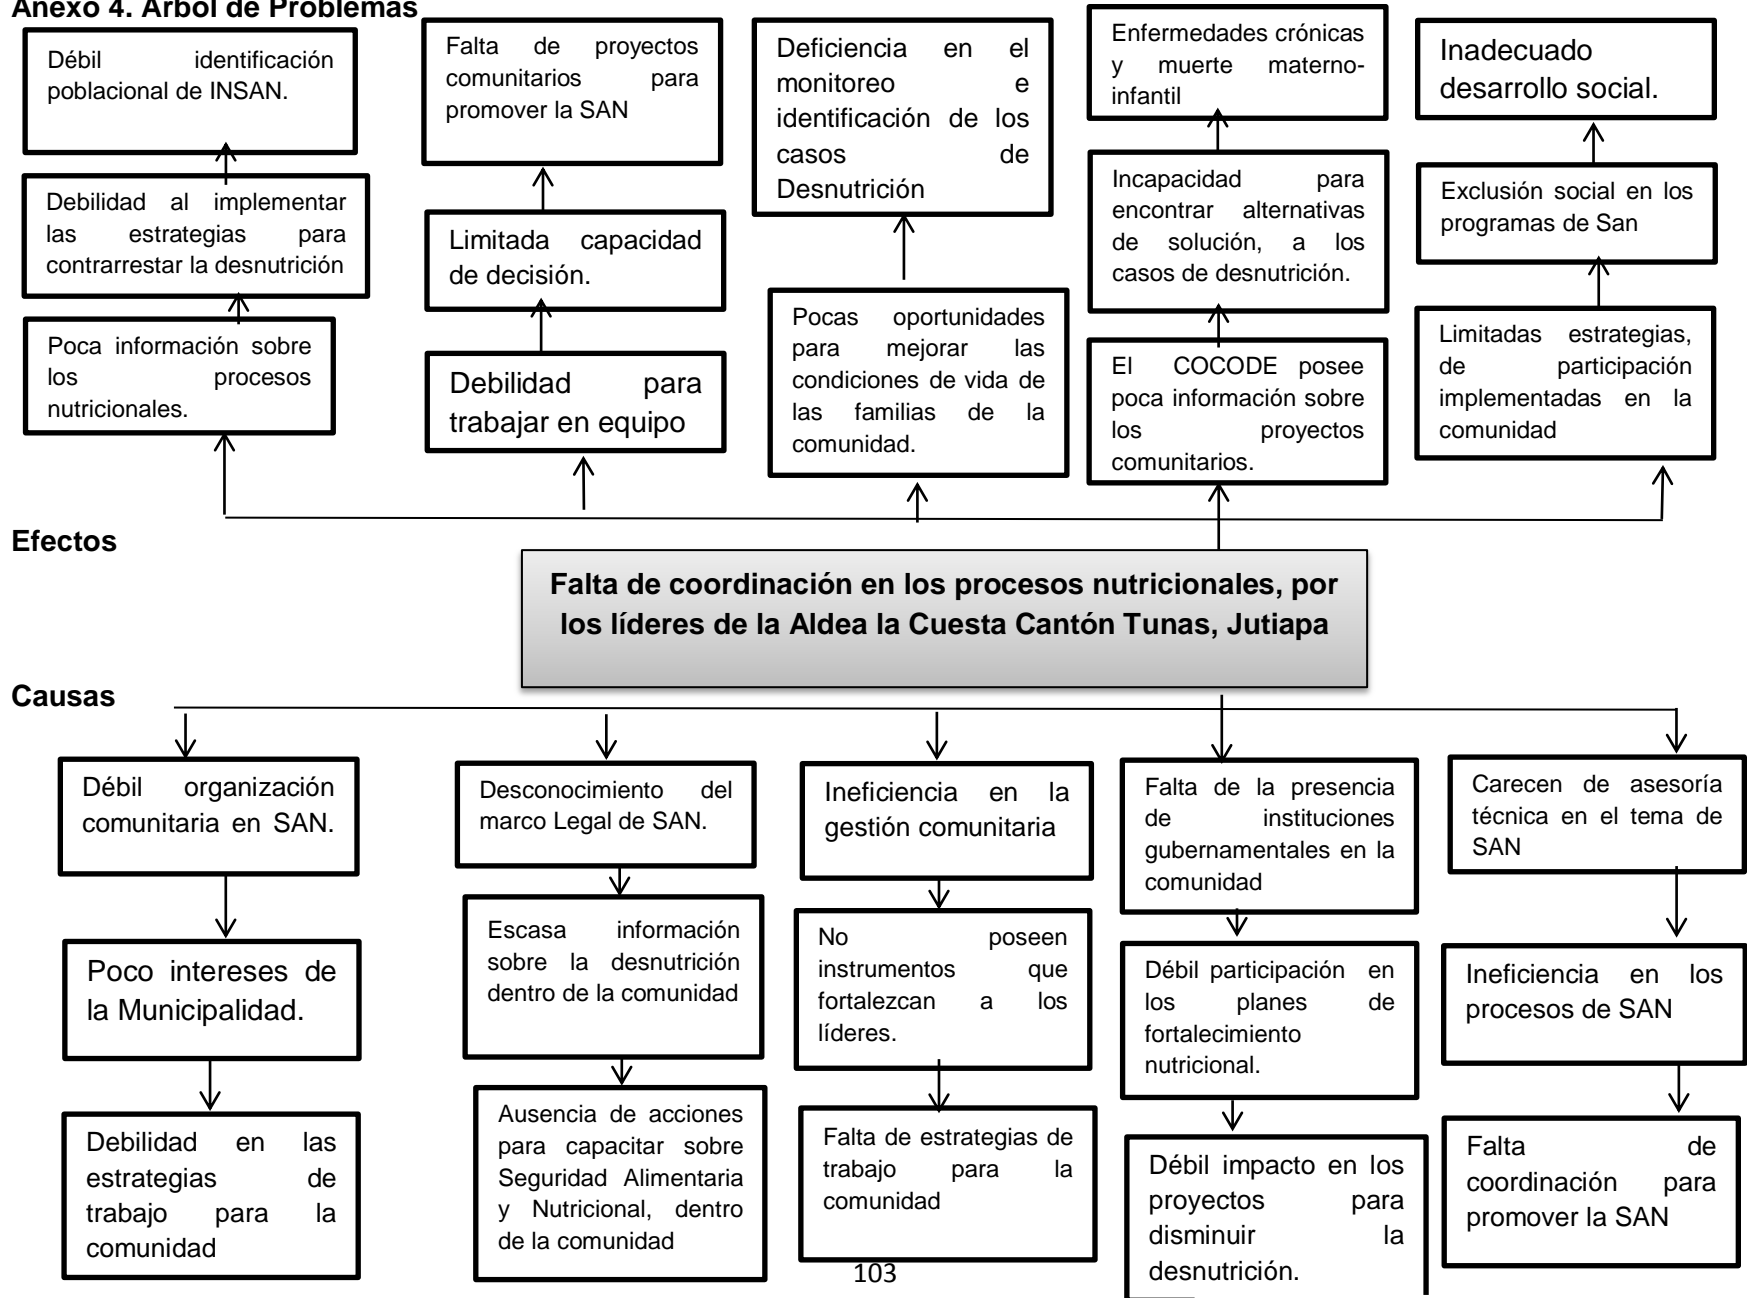 Anexo 4. Árbol de Problemas
Débil identificación
poblacional de INSAN.
Falta de proyectos
comunitarios para
promover la SAN
Deficiencia en el
monitoreo e
identificación de los
casos de
Desnutrición
Enfermedades crónicas
y muerte materno-
infantil
Inadecuado
desarrollo social.
Debilidad al implementar
las estrategias para
contrarrestar la desnutrición
Limitada capacidad
de decisión.
Incapacidad para
encontrar alternativas
de solución, a los
casos de desnutrición.
Exclusión social en los
programas de San
Poca información sobre
los procesos
nutricionales.
Debilidad para
trabajar en equipo
Pocas oportunidades
para mejorar las
condiciones de vida de
las familias de la
comunidad.
El COCODE posee
poca información sobre
los proyectos
comunitarios.
Limitadas estrategias,
de participación
implementadas en la
comunidad
Efectos
Falta de coordinación en los procesos nutricionales, por
los líderes de la Aldea la Cuesta Cantón Tunas, Jutiapa
Causas
Débil organización
comunitaria en SAN.
Desconocimiento del
marco Legal de SAN.
Ineficiencia en la
gestión comunitaria
Falta de la presencia
de instituciones
gubernamentales en la
comunidad
Carecen de asesoría
técnica en el tema de
SAN
Poco intereses de
la Municipalidad.
Escasa información
sobre la desnutrición
dentro de la comunidad
No poseen
instrumentos que
fortalezcan a los
líderes.
Débil participación en
los planes de
fortalecimiento
nutricional.
Ineficiencia en los
procesos de SAN
Debilidad en las
estrategias de
trabajo para la
comunidad
Ausencia de acciones
para capacitar sobre
Seguridad Alimentaria
y Nutricional, dentro
de la comunidad
Falta de estrategias de
trabajo para la
comunidad
Débil impacto en los
proyectos para
disminuir la
desnutrición.
Falta de
coordinación para
promover la SAN
103